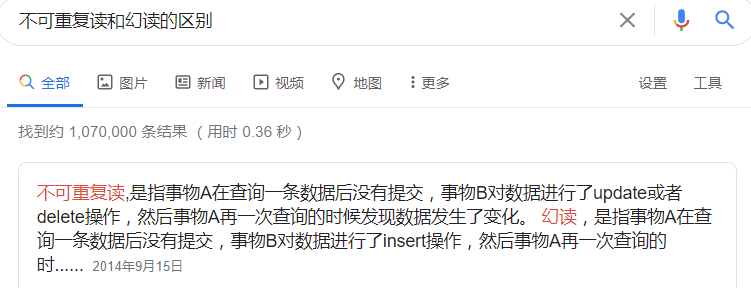 不可重复读和幻读的区别
全部 图片 新闻 视频 地图 更多 设置 工具
找到约 1,070,000 条结果 （用时 0.36 秒）
不可重复读,是指事物A在查询一条数据后没有提交，事物B对数据进行了update或者
delete操作，然后事物A再一次查询的时候发现数据发生了变化。 幻读，是指事物A在查
询一条数据后没有提交，事物B对数据进行了insert操作，然后事物A再一次查询的
时...... 2014年9月15日